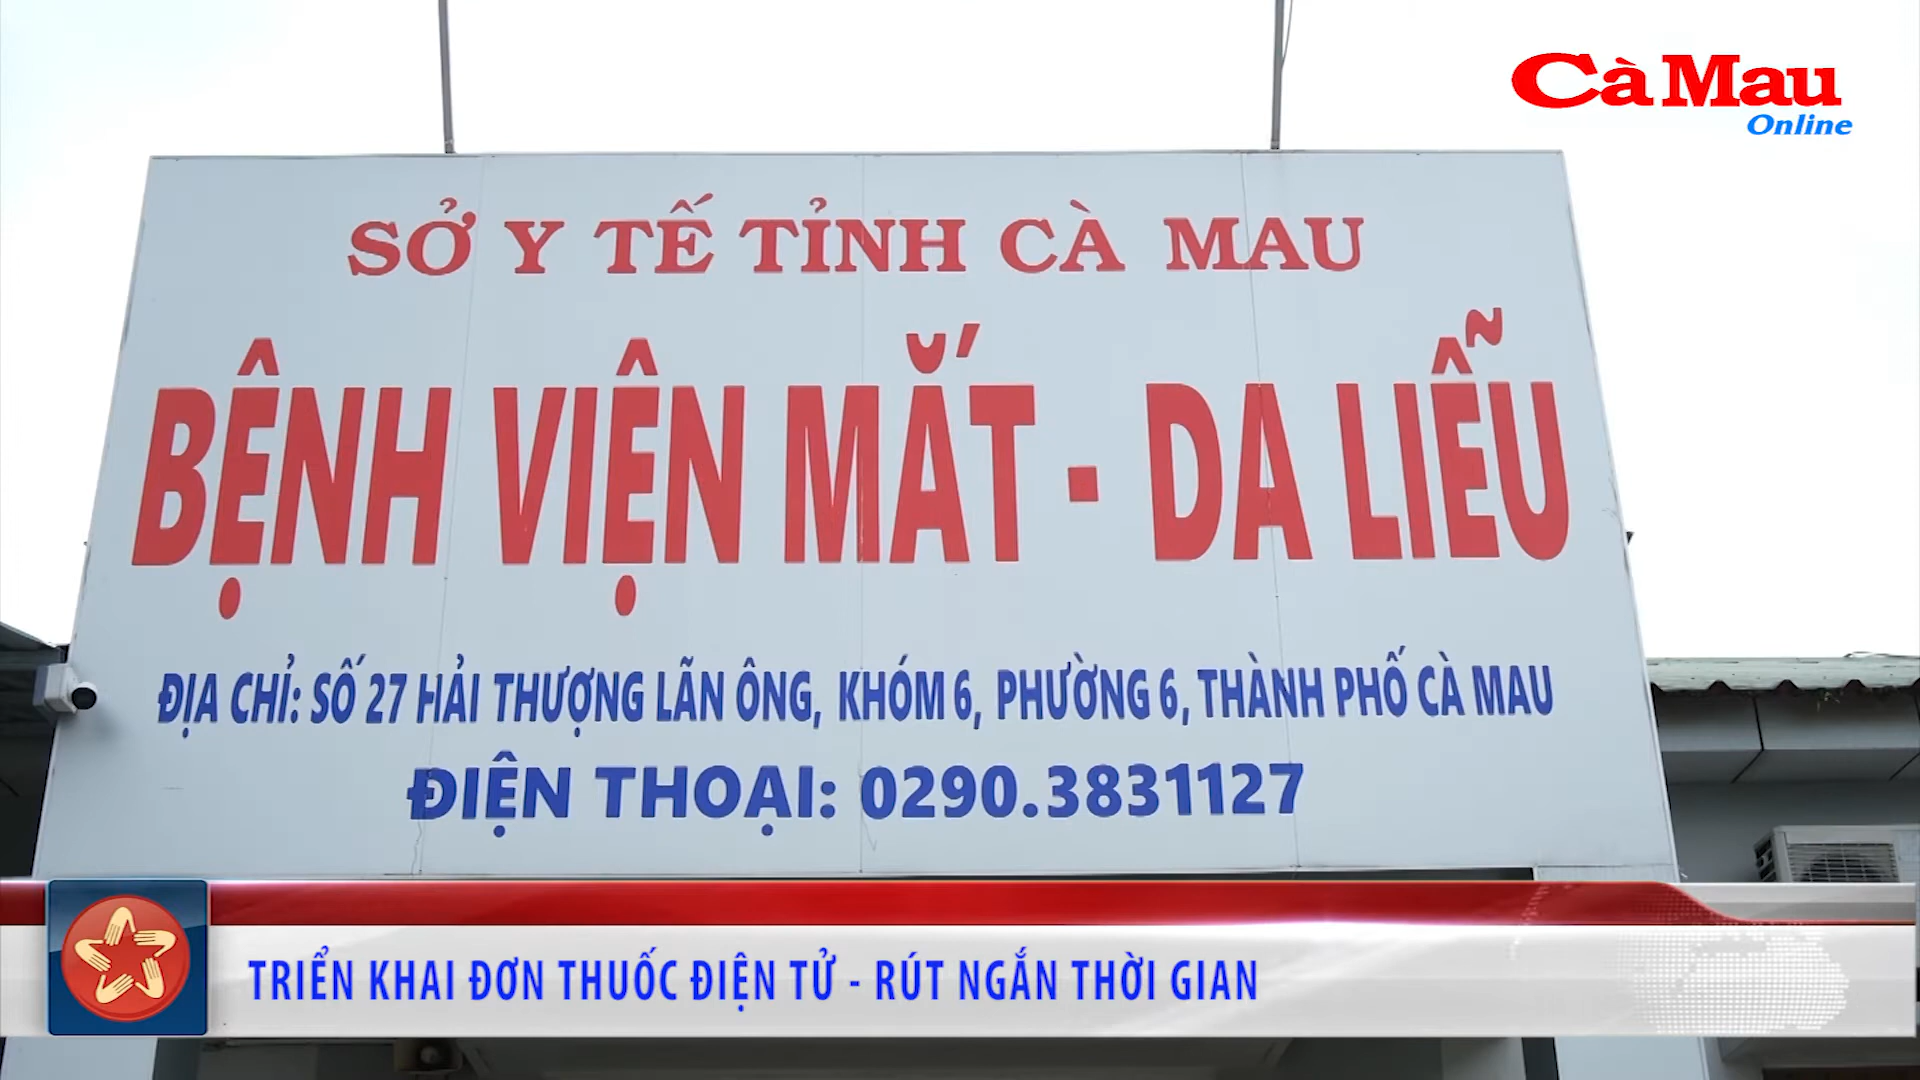 Cà Mau
Online
SỞ Y TẾ TỈNH CÀ MAU
BỆNH VIỆN MẮT - DA LIỄU
ĐỊA CHỈ: SỐ 27 HẢI THƯỢNG LÃN ÔNG, KHÓM 6, PHƯỜNG 6, THÀNH PHỐ CÀ MAU
ĐIỆN THOẠI: 0290.3831127
TRIỂN KHAI ĐƠN THUỐC ĐIỆN TỬ - RÚT NGẮN THỜI GIAN